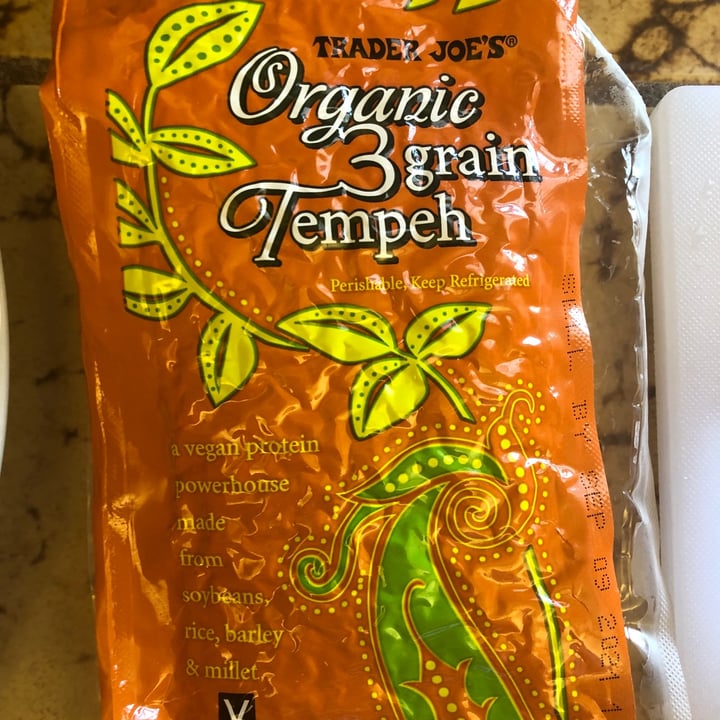 TRADER JOE'S®
Organic
3 grain
Tempeh
Perishable, Keep Refrigerated
a vegan protein
powerhouse
made
from
soybeans,
rice, barley
& millet
V
SELL BY SEP 09 2021